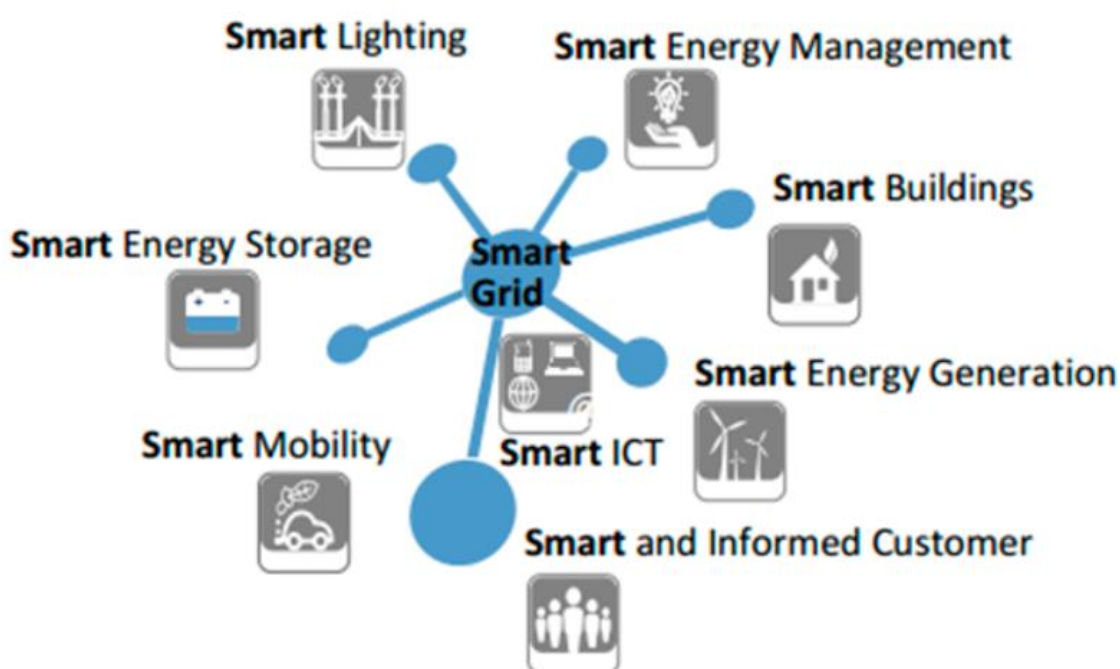 Smart Lighting
Smart Energy Management
Smart Buildings
Smart Energy Storage
Smart
Grid
Smart Energy Generation
Smart Mobility
Smart ICT
Smart and Informed Customer